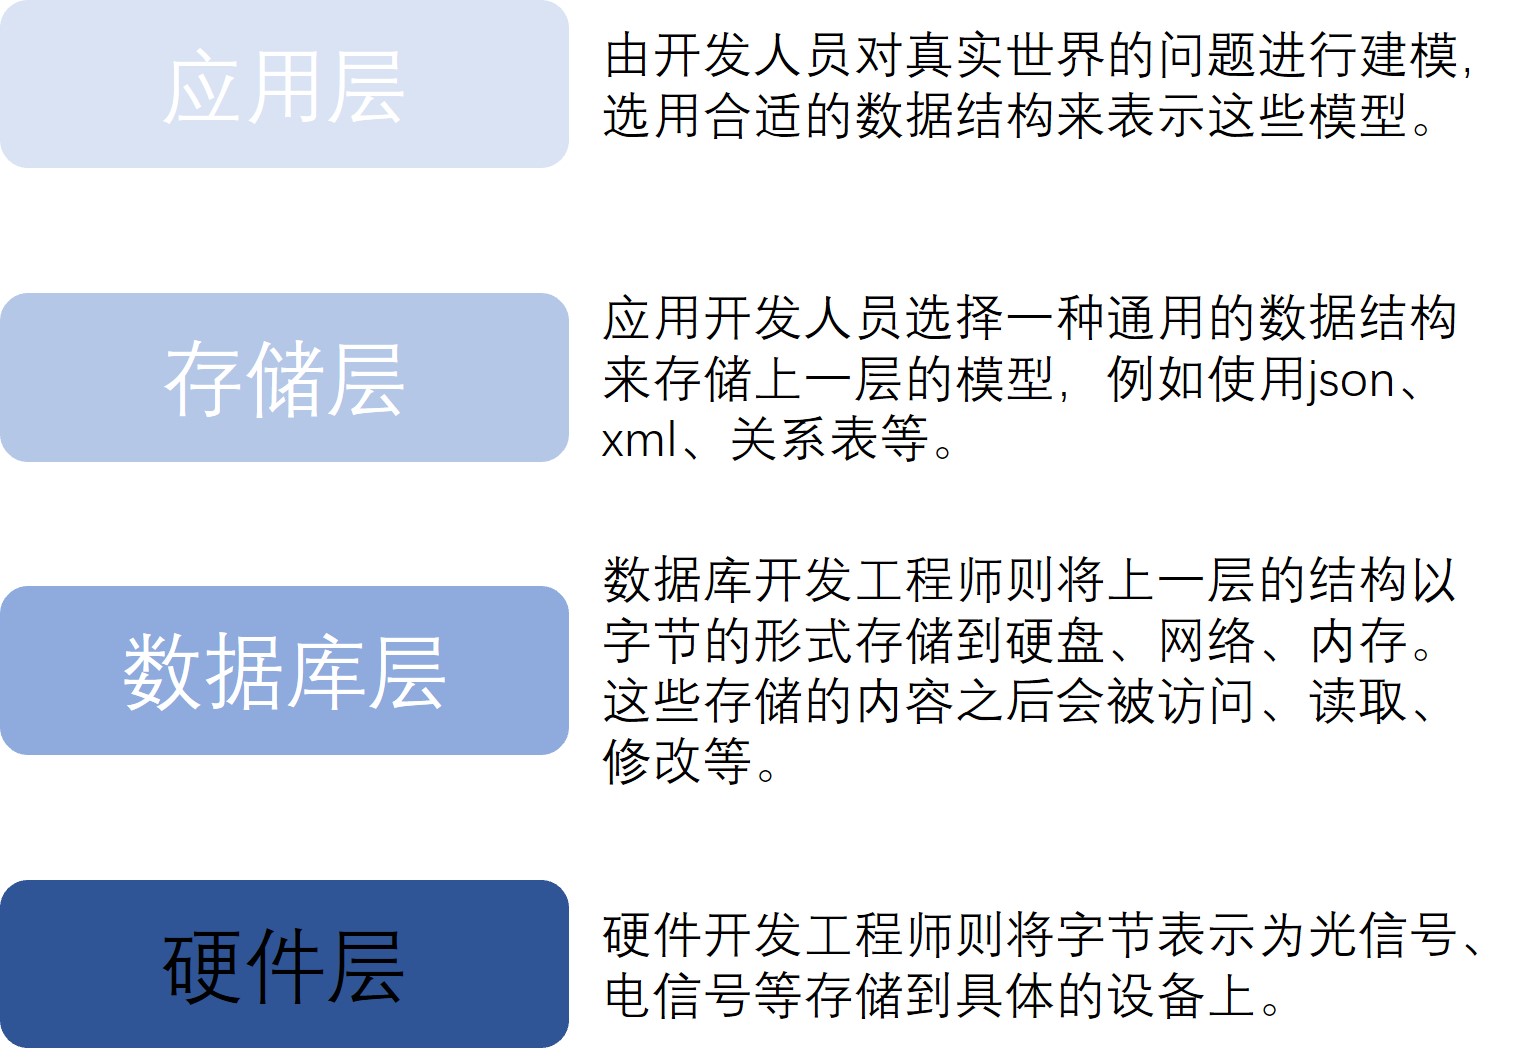 应用层
由开发人员对真实世界的问题进行建模,
选用合适的数据结构来表示这些模型。
存储层
应用开发人员选择一种通用的数据结构
来存储上一层的模型, 例如使用json、
xml、关系表等。
数据库层
数据库开发工程师则将上一层的结构以
字节的形式存储到硬盘、网络、内存。
这些存储的内容之后会被访问、读取、
修改等。
硬件层
硬件开发工程师则将字节表示为光信号、
电信号等存储到具体的设备上。